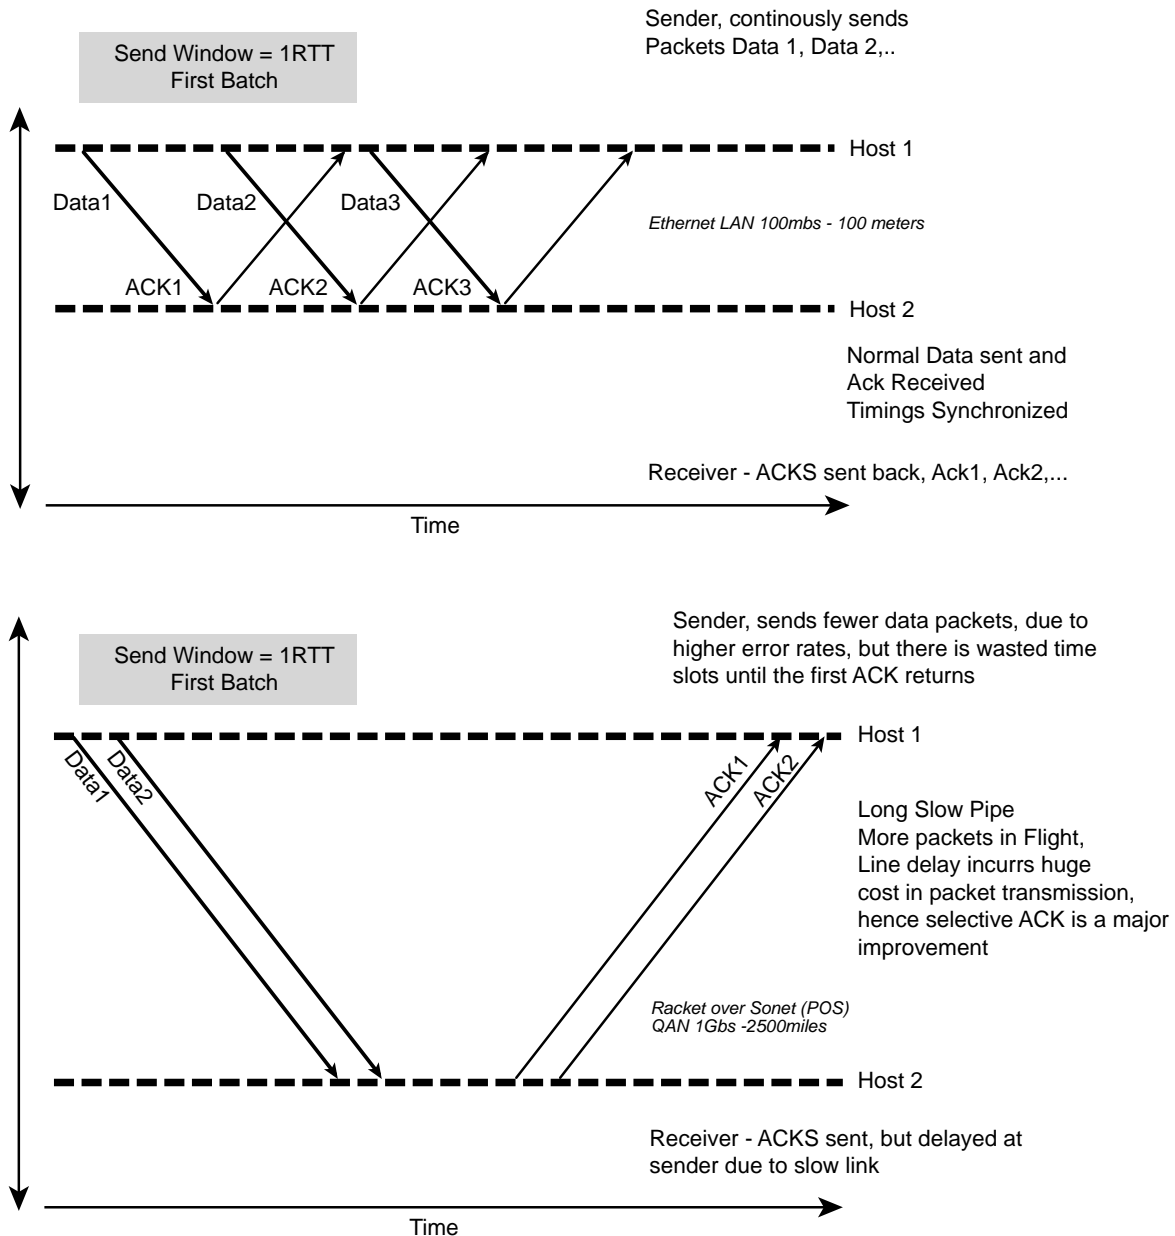 Sender, continously sends
Packets Data 1, Data 2,..
Send Window = 1RTT
First Batch
Host 1
Data1
Data2
Data3
Ethernet LAN 100mbs - 100 meters
ACK1
ACK2
ACK3
Host 2
Normal Data sent and
Ack Received
Timings Synchronized
Receiver - ACKS sent back, Ack1, Ack2,...
Time
Sender, sends fewer data packets, due to
higher error rates, but there is wasted time
slots until the first ACK returns
Send Window = 1RTT
First Batch
Host 1
Data1
Data2
ACK1
ACK2
Long Slow Pipe
More packets in Flight,
Line delay incurrs huge
cost in packet transmission,
hence selective ACK is a major
improvement
Racket over Sonet (POS)
QAN 1Gbs -2500miles
Host 2
Receiver - ACKS sent, but delayed at
sender due to slow link
Time